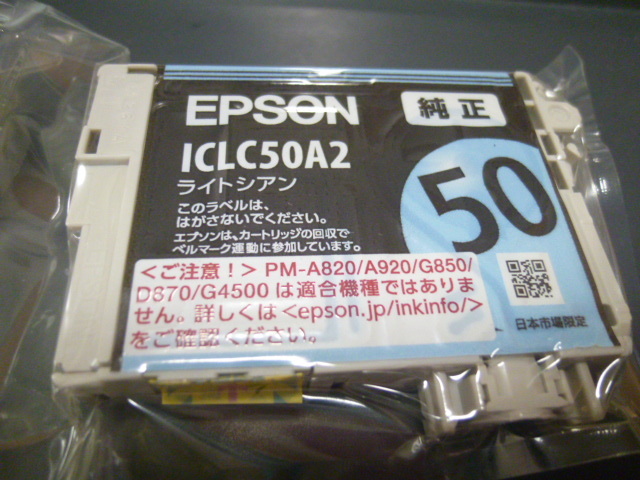 EPSON 純正
ICLC50A2
ライトシアン
このラベルは、
はがさないでください。
エプソンは、カートリッジの回収で
ベルマーク運動に参加しています。
50
<ご注意!> PM-A820/A920/G850/
D870/G4500 は適合機種ではありま
せん。詳しくは<epson.jp/inkinfo/>
をご確認ください。
日本市場限定